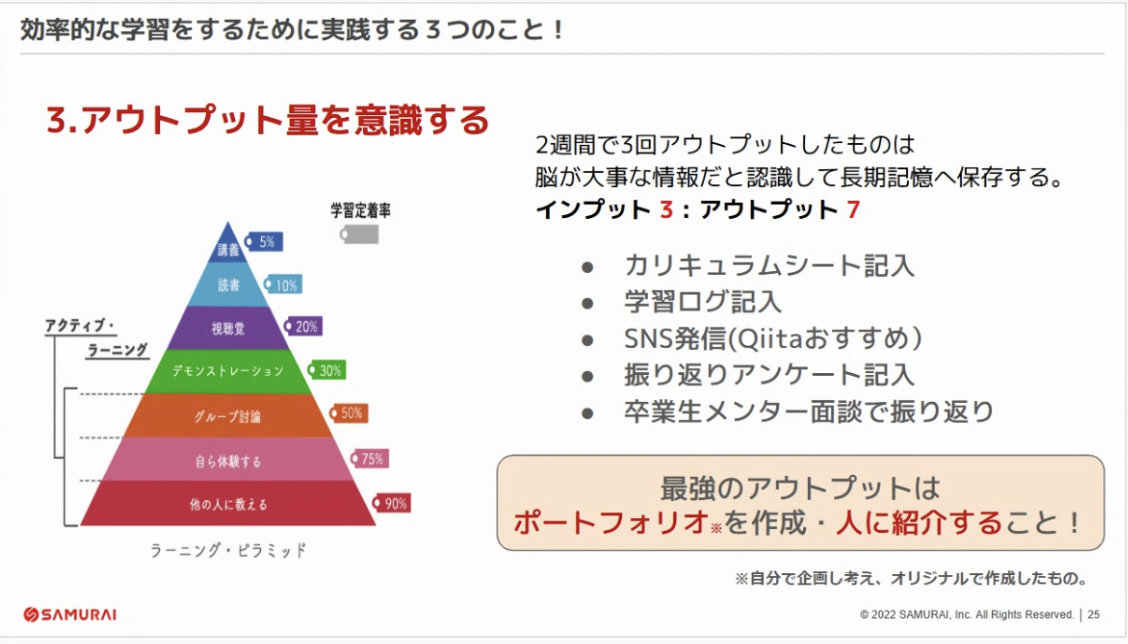 効率的な学習をするために実践する３つのこと！
3.アウトプット量を意識する
2週間で3回アウトプットしたものは
脳が大事な情報だと認識して長期記憶へ保存する。
インプット 3 : アウトプット 7
● カリキュラムシート記入
● 学習ログ記入
● SNS発信(Qiitaおすすめ）
● 振り返りアンケート記入
● 卒業生メンター面談で振り返り
学習定着率
講義 5%
読書 10%
視聴覚 20%
デモンストレーション 30%
グループ討論 50%
自ら体験する 75%
他の人に教える 90%
アクティブ・
ラーニング
ラーニング・ピラミッド
最強のアウトプットは
ポートフォリオ※を作成・人に紹介すること！
※自分で企画し考え、オリジナルで作成したもの。
SAMURAI
© 2022 SAMURAI, Inc. All Rights Reserved. | 25